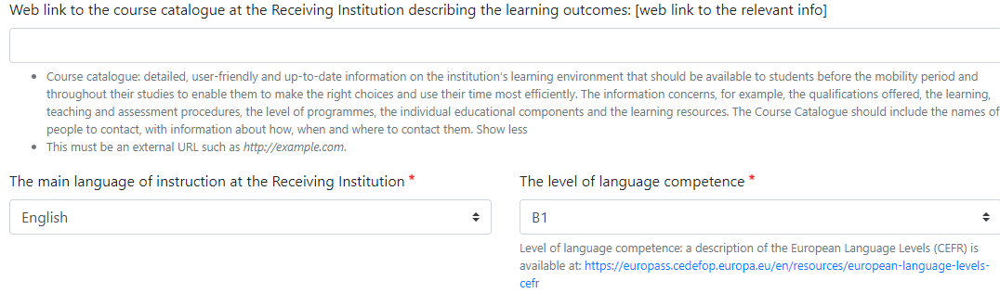 Web link to the course catalogue at the Receiving Institution describing the learning outcomes: [web link to the relevant info]
• Course catalogue: detailed, user-friendly and up-to-date information on the institution's learning environment that should be available to students before the mobility period and
throughout their studies to enable them to make the right choices and use their time most efficiently. The information concerns, for example, the qualifications offered, the learning,
teaching and assessment procedures, the level of programmes, the individual educational components and the learning resources. The Course Catalogue should include the names of
people to contact, with information about how, when and where to contact them. Show less
• This must be an external URL such as http://example.com.
The main language of instruction at the Receiving Institution *
English
The level of language competence *
B1
Level of language competence: a description of the European Language Levels (CEFR) is
available at: https://europass.cedefop.europa.eu/en/resources/european-language-levels-
cefr